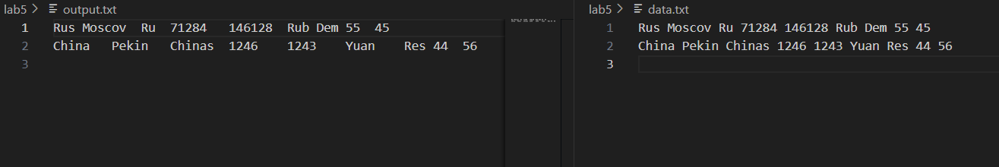 lab5 > output.txt
1 Rus Moscov Ru 71284 146128 Rub Dem 55 45
2 China Pekin Chinas 1246 1243 Yuan Res 44 56
3
lab5 > data.txt
1 Rus Moscov Ru 71284 146128 Rub Dem 55 45
2 China Pekin Chinas 1246 1243 Yuan Res 44 56
3